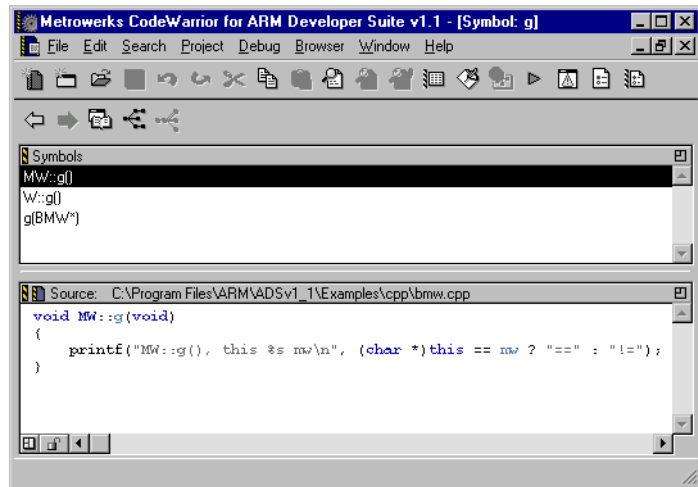 Metrowerks CodeWarrior for ARM Developer Suite v1.1 - [Symbol: g]
File Edit Search Project Debug Browser Window Help
Symbols
MW::g()
W::g()
g(BMW*)
Source: C:\Program Files\ARM\ADSv1_1\Examples\cpp\bmw.cpp
void MW::g(void)
{
printf("MW::g(), this %s mw\n", (char *)this == mw ? "==" : "!=");
}